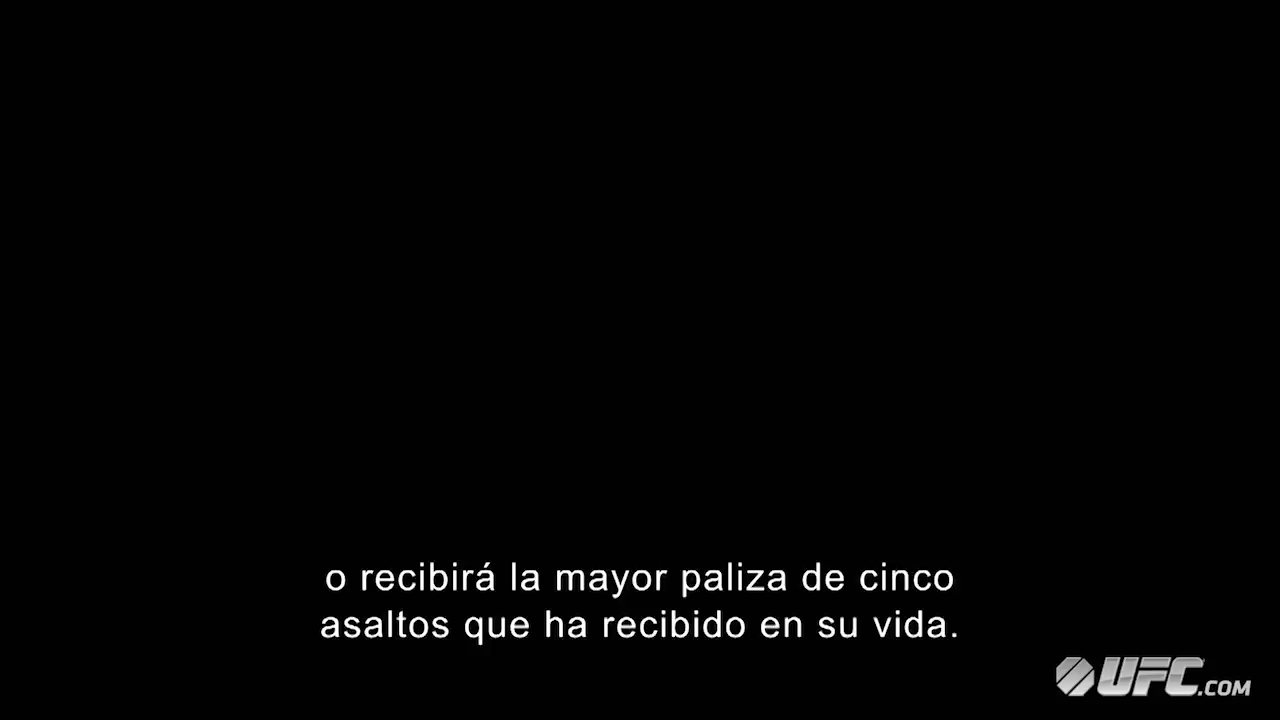 o recibirá la mayor paliza de cinco
asaltos que ha recibido en su vida.
UFC.COM